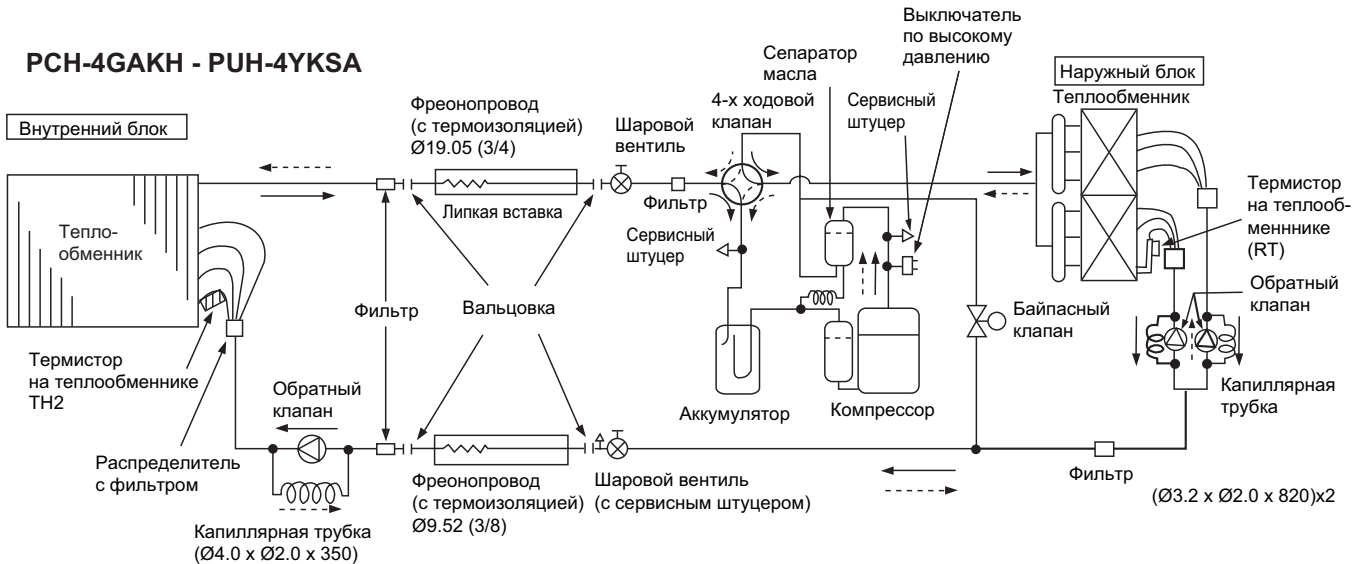 PCH-4GAKH - PUH-4YKSA
Внутренний блок
Тепло-
обменник
Термистор
на теплообменнике
TH2
Распределитель
с фильтром
Обратный
клапан
Капиллярная трубка
(Ø4.0 x Ø2.0 x 350)
Фреонопровод
(с термоизоляцией)
Ø19.05 (3/4)
Липкая вставка
Фильтр
Вальцовка
Фреонопровод
(с термоизоляцией)
Ø9.52 (3/8)
Шаровой
вентиль
Фильтр
Сервисный
штуцер
Шаровой вентиль
(с сервисным штуцером)
4-х ходовой
клапан
Сепаратор
масла
Выключатель
по высокому
давлению
Сервисный
штуцер
Аккумулятор
Компрессор
Байпасный
клапан
Наружный блок
Теплообменник
Термистор
на теплооб-
менннике
(RT)
Обратный
клапан
Капиллярная
трубка
Фильтр
(Ø3.2 x Ø2.0 x 820)x2